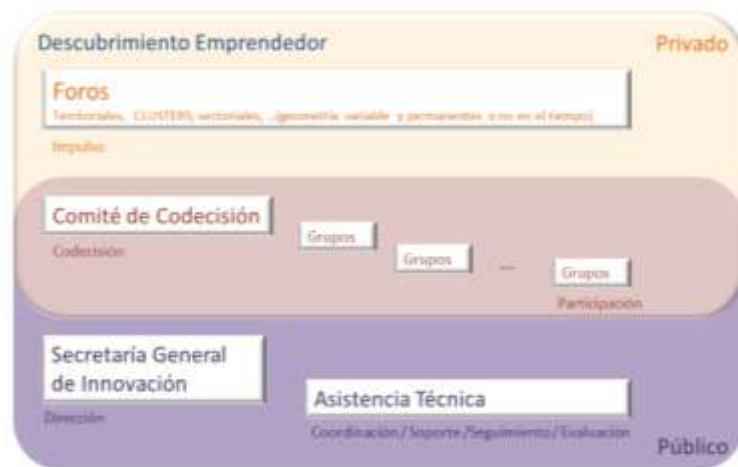 Descubrimiento Emprendedor
Privado
Foros
Territoriales, CLUSTERS, sectoriales, ..(geometría variable y permanentes o no en el tiempo)
Impulso
Comité de Codecisión
Codecisión
Grupos
Grupos
...
Grupos
Participación
Secretaría General
de Innovación
Dirección
Asistencia Técnica
Coordinación / Soporte /Seguimiento / Evaluación
Público